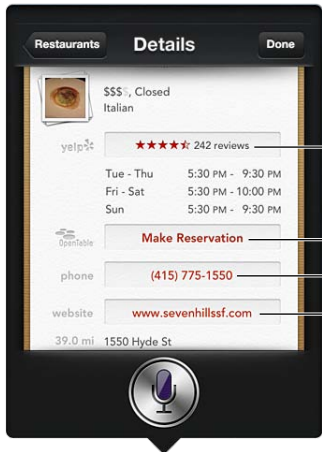 Restaurants
Details
Done
$$$$, Closed
Italian
yelp
242 reviews
Tue - Thu 5:30 PM - 9:30 PM
Fri - Sat 5:30 PM - 10:00 PM
Sun 5:30 PM - 9:30 PM
OpenTable
Make Reservation
phone (415) 775-1550
website www.sevenhillssf.com
39.0 mi 1550 Hyde St